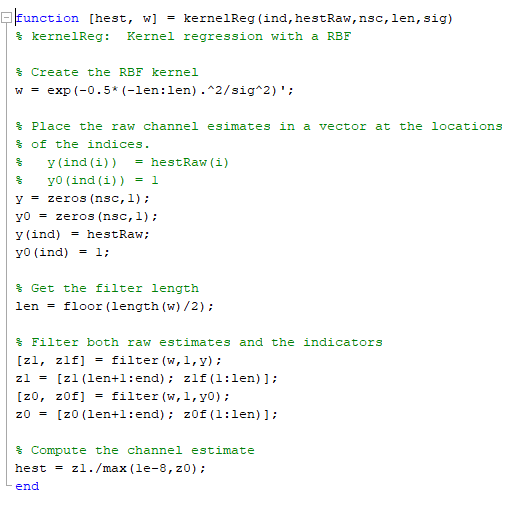 function [hest, w] = kernelReg(ind,hestRaw,nsc,len,sig)
% kernelReg:  Kernel regression with a RBF
% Create the RBF kernel
w = exp(-0.5*(-len:len).^2/sig^2)';
% Place the raw channel esimates in a vector at the locations
% of the indices.
%   y(ind(i))  = hestRaw(i)
%   y0(ind(i)) = 1
y = zeros(nsc,1);
y0 = zeros(nsc,1);
y(ind) = hestRaw;
y0(ind) = 1;
% Get the filter length
len = floor(length(w)/2);
% Filter both raw estimates and the indicators
[z1, z1f] = filter(w,1,y);
z1 = [z1(len+1:end); z1f(1:len)];
[z0, z0f] = filter(w,1,y0);
z0 = [z0(len+1:end); z0f(1:len)];
% Compute the channel estimate
hest = z1./max(1e-8,z0);
end